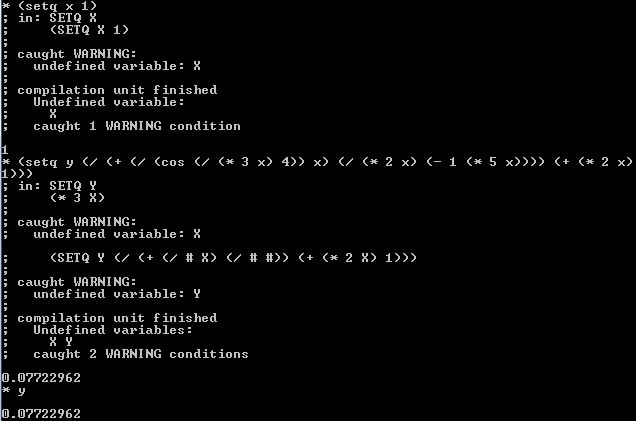 * (setq x 1)
; in: SETQ X
;     (SETQ X 1)
;
; caught WARNING:
;   undefined variable: X
;
; compilation unit finished
;   Undefined variable:
;     X
;   caught 1 WARNING condition
1
* (setq y (/ (+ (/ (cos (/ (* 3 x) 4)) x) (/ (* 2 x) (- 1 (* 5 x)))) (+ (* 2 x)
1)))
; in: SETQ Y
;     (* 3 X)
;
; caught WARNING:
;   undefined variable: X
;     (SETQ Y (/ (+ (/ # X) (/ # #)) (+ (* 2 X) 1)))
;
; caught WARNING:
;   undefined variable: Y
;
; compilation unit finished
;   Undefined variables:
;     X Y
;   caught 2 WARNING conditions
0.07722962
* y
0.07722962